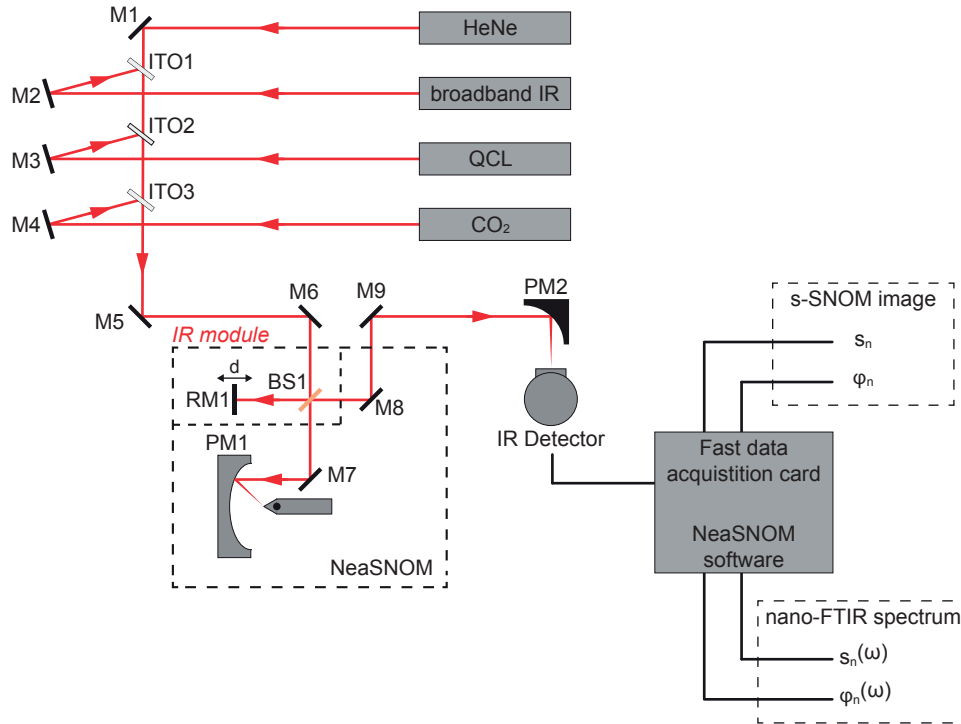 M1
HeNe
ITO1
M2
broadband IR
ITO2
M3
QCL
ITO3
M4
CO₂
M5
M6
M9
PM2
IR module
d
BS1
RM1
M8
IR Detector
PM1
M7
NeaSNOM
s-SNOM image
sₙ
φₙ
Fast data
acquistition card
NeaSNOM
software
nano-FTIR spectrum
sₙ(ω)
φₙ(ω)